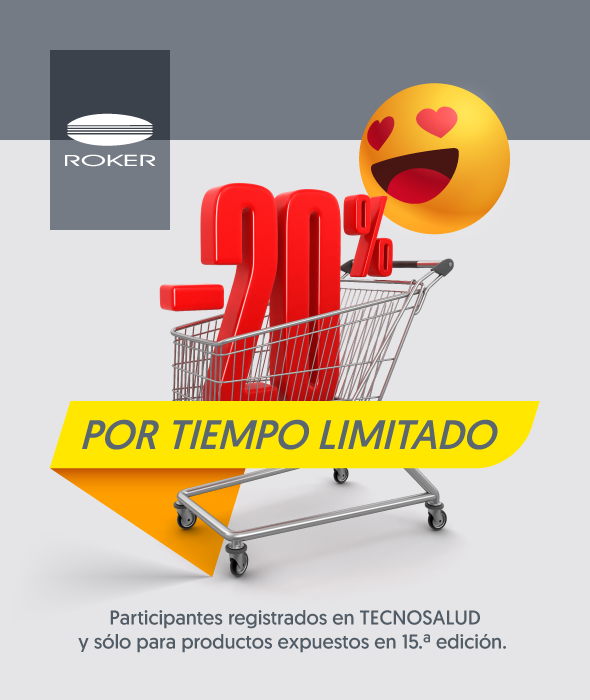 ROKER
-20%
POR TIEMPO LIMITADO
Participantes registrados en TECNOSALUD
y sólo para productos expuestos en 15.ª edición.